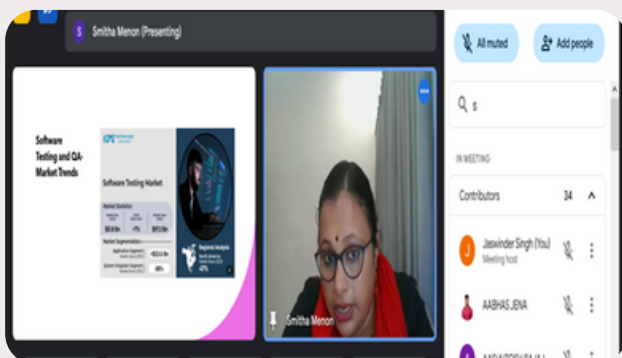 S Smitha Menon (Presenting)
Software
Testing and QA-
Market Trends
Software Testing Market
Market Statistics
Market Segmentation
Regional Analysis
North America
47%
Smitha Menon
All muted
Add people
s
IN MEETING
Contributors 34
J Jaswinder Singh (You)
Meeting host
AABHAS JENA